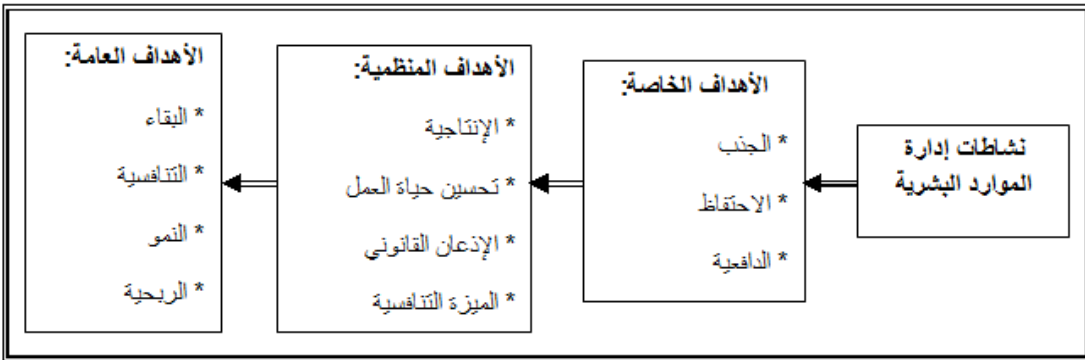 نشاطات إدارة
الموارد البشرية
الأهداف الخاصة:
* الجذب
* الاحتفاظ
* الدافعية
الأهداف المنظمية:
* الإنتاجية
* تحسين حياة العمل
* الإذعان القانوني
* الميزة التنافسية
الأهداف العامة:
* البقاء
* التنافسية
* النمو
* الربحية